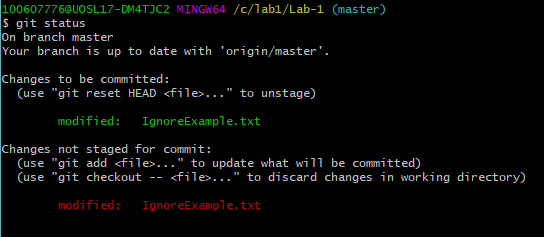 100607776@UOSL17-DM4TJC2 MINGW64 /c/lab1/Lab-1 (master)
$ git status
On branch master
Your branch is up to date with 'origin/master'.
Changes to be committed:
(use "git reset HEAD <file>..." to unstage)
modified: IgnoreExample.txt
Changes not staged for commit:
(use "git add <file>..." to update what will be committed)
(use "git checkout -- <file>..." to discard changes in working directory)
modified: IgnoreExample.txt